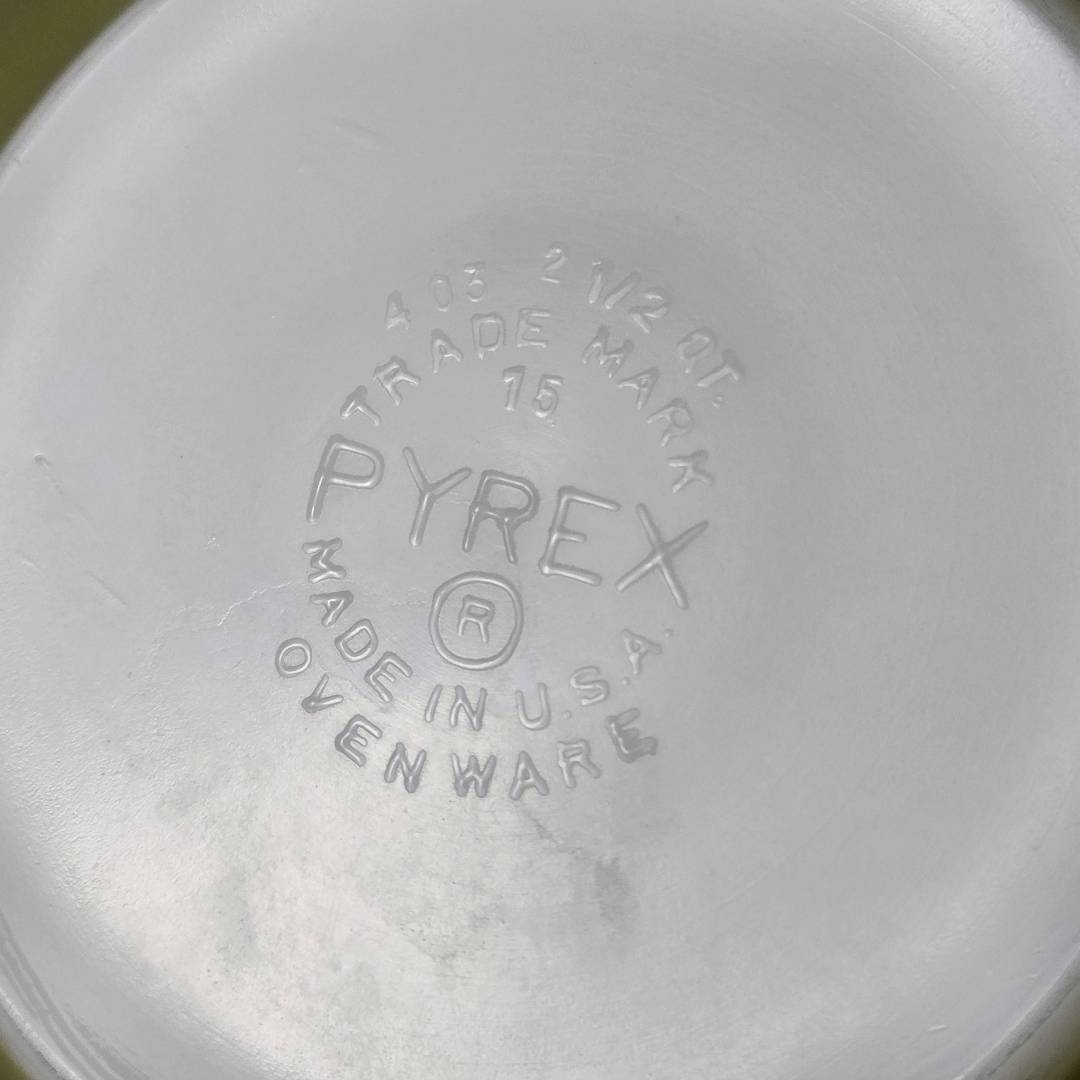 403 2 1/2 QT.
TRADE MARK
15
PYREX
®
MADE IN U.S.A.
OVENWARE